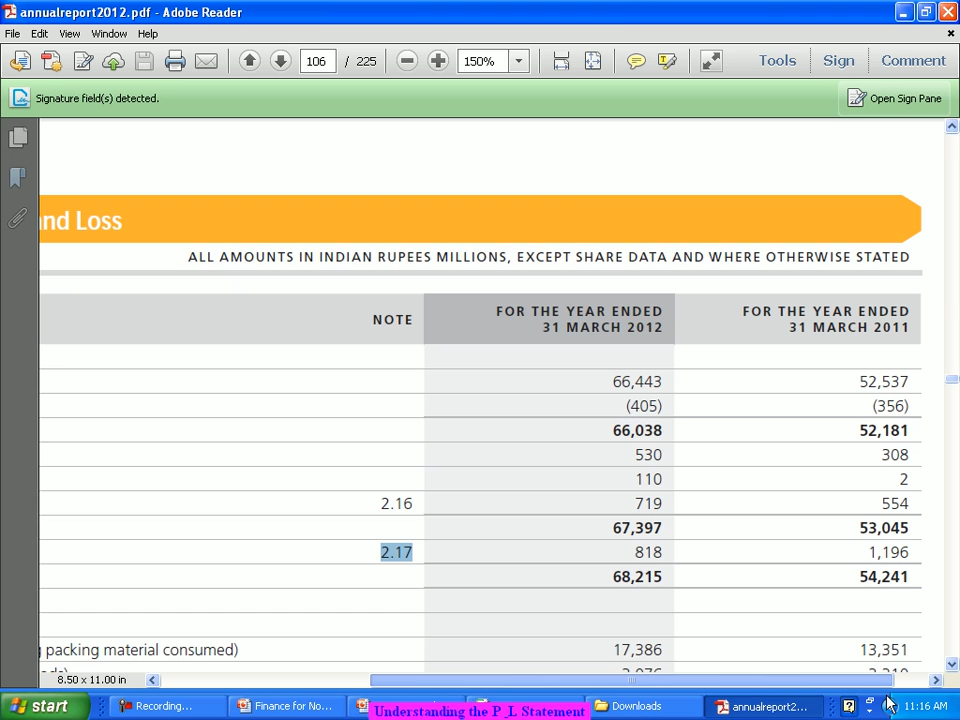 annualreport2012.pdf - Adobe Reader
File Edit View Window Help
106 / 225 150% Tools Sign Comment
Signature field(s) detected. Open Sign Pane
and Loss
ALL AMOUNTS IN INDIAN RUPEES MILLIONS, EXCEPT SHARE DATA AND WHERE OTHERWISE STATED
NOTE FOR THE YEAR ENDED 31 MARCH 2012 FOR THE YEAR ENDED 31 MARCH 2011
66,443 52,537
(405) (356)
66,038 52,181
530 308
110 2
2.16 719 554
67,397 53,045
2.17 818 1,196
68,215 54,241
packing material consumed) 17,386 13,351
8.50 x 11.00 in
start Recording... Finance for No... Understanding the P_L Statement Downloads annualreport2... 11:16 AM